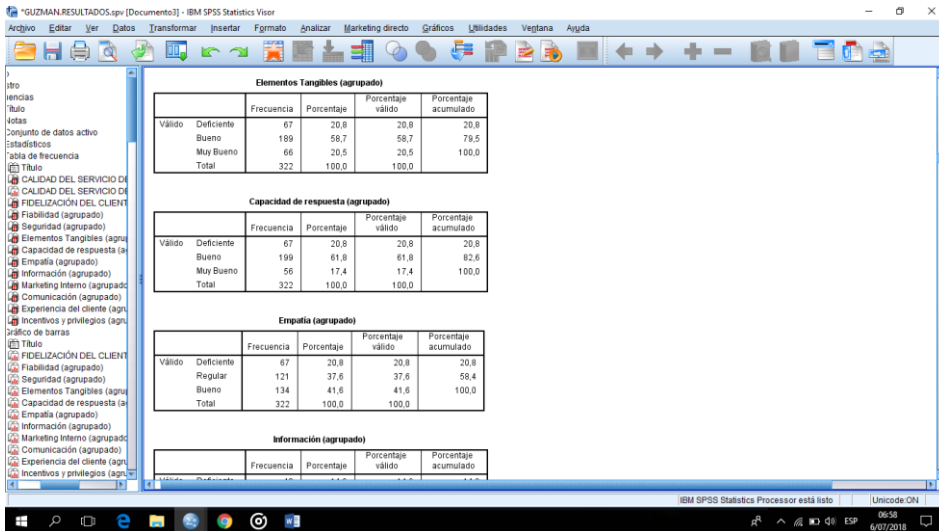 *GUZMAN.RESULTADOS.spv [Documento3] - IBM SPSS Statistics Visor
Archivo Editar Ver Datos Transformar Insertar Formato Analizar Marketing directo Gráficos Utilidades Ventana Ayuda
stro
iencias
Título
Notas
Conjunto de datos activo
Estadísticos
Tabla de frecuencia
Título
CALIDAD DEL SERVICIO DE
CALIDAD DEL SERVICIO DE
FIDELIZACIÓN DEL CLIENT
Fiabilidad (agrupado)
Seguridad (agrupado)
Elementos Tangibles (agrup
Capacidad de respuesta (a
Empatía (agrupado)
Información (agrupado)
Marketing Interno (agrupado
Comunicación (agrupado)
Experiencia del cliente (agru
Incentivos y privilegios (agru
Gráfico de barras
Título
FIDELIZACIÓN DEL CLIENT
Fiabilidad (agrupado)
Seguridad (agrupado)
Elementos Tangibles (agrup
Capacidad de respuesta (a
Empatía (agrupado)
Información (agrupado)
Marketing Interno (agrupado
Comunicación (agrupado)
Experiencia del cliente (agru
Incentivos y privilegios (agru
Elementos Tangibles (agrupado)
Frecuencia Porcentaje Porcentaje válido Porcentaje acumulado
Válido Deficiente 67 20,8 20,8 20,8
Bueno 189 58,7 58,7 79,5
Muy Bueno 66 20,5 20,5 100,0
Total 322 100,0 100,0
Capacidad de respuesta (agrupado)
Frecuencia Porcentaje Porcentaje válido Porcentaje acumulado
Válido Deficiente 67 20,8 20,8 20,8
Bueno 199 61,8 61,8 82,6
Muy Bueno 56 17,4 17,4 100,0
Total 322 100,0 100,0
Empatía (agrupado)
Frecuencia Porcentaje Porcentaje válido Porcentaje acumulado
Válido Deficiente 67 20,8 20,8 20,8
Regular 121 37,6 37,6 58,4
Bueno 134 41,6 41,6 100,0
Total 322 100,0 100,0
Información (agrupado)
Frecuencia Porcentaje Porcentaje válido Porcentaje acumulado
IBM SPSS Statistics Processor está listo Unicode:ON
ESP 06:58
6/07/2018